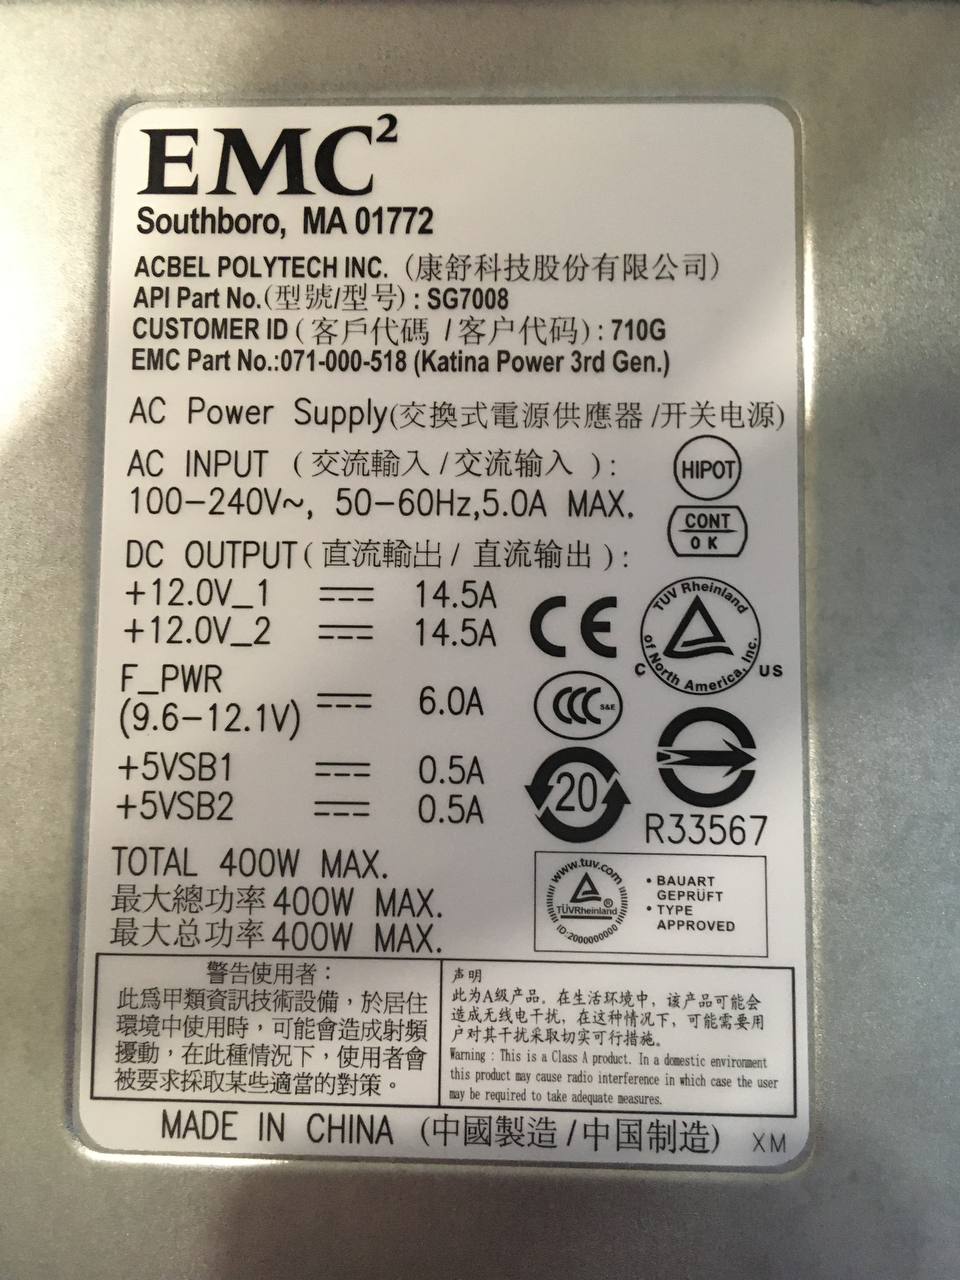 EMC²
Southboro, MA 01772
ACBEL POLYTECH INC. (康舒科技股份有限公司)
API Part No.(型號/型号) : SG7008
CUSTOMER ID ( 客戶代碼 / 客户代码) : 710G
EMC Part No.:071-000-518 (Katina Power 3rd Gen.)
AC Power Supply(交換式電源供應器 /开关电源)
AC INPUT ( 交流輸入 / 交流输入 ) :
100-240V~, 50-60Hz,5.0A MAX.
HIPOT
CONT
OK
DC OUTPUT ( 直流輸出 / 直流输出 ) :
+12.0V_1 14.5A
+12.0V_2 14.5A
F_PWR
(9.6-12.1V) 6.0A
+5VSB1 0.5A
+5VSB2 0.5A
CE
TUV Rheinland
of North America, Inc.
C US
CCC S&E
20
R33567
TOTAL 400W MAX.
最大總功率 400W MAX.
最大总功率 400W MAX.
www.tuv.com
TÜVRheinland ®
ID:2000000000
• BAUART
GEPRÜFT
• TYPE
APPROVED
警告使用者：
此爲甲類資訊技術設備，於居住
環境中使用時，可能會造成射頻
擾動，在此種情況下，使用者會
被要求採取某些適當的對策。
声明
此为A级产品。在生活环境中，该产品可能会
造成无线电干扰，在这种情况下，可能需要用
户对其干扰采取切实可行措施。
Warning : This is a Class A product. In a domestic environment
this product may cause radio interference in which case the user
may be required to take adequate measures.
MADE IN CHINA (中國製造 / 中国制造) XM